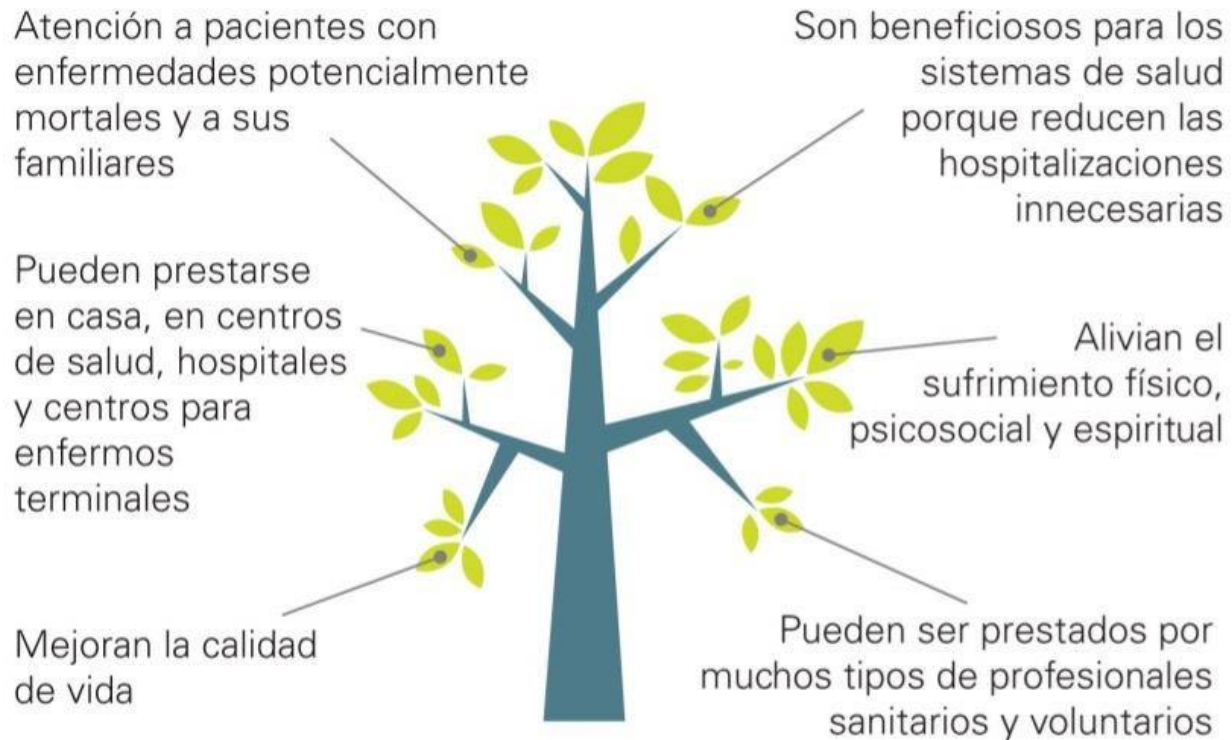 Atención a pacientes con
enfermedades potencialmente
mortales y a sus
familiares
Son beneficiosos para los
sistemas de salud
porque reducen las
hospitalizaciones
innecesarias
Pueden prestarse
en casa, en centros
de salud, hospitales
y centros para
enfermos
terminales
Alivian el
sufrimiento físico,
psicosocial y espiritual
Mejoran la calidad
de vida
Pueden ser prestados por
muchos tipos de profesionales
sanitarios y voluntarios